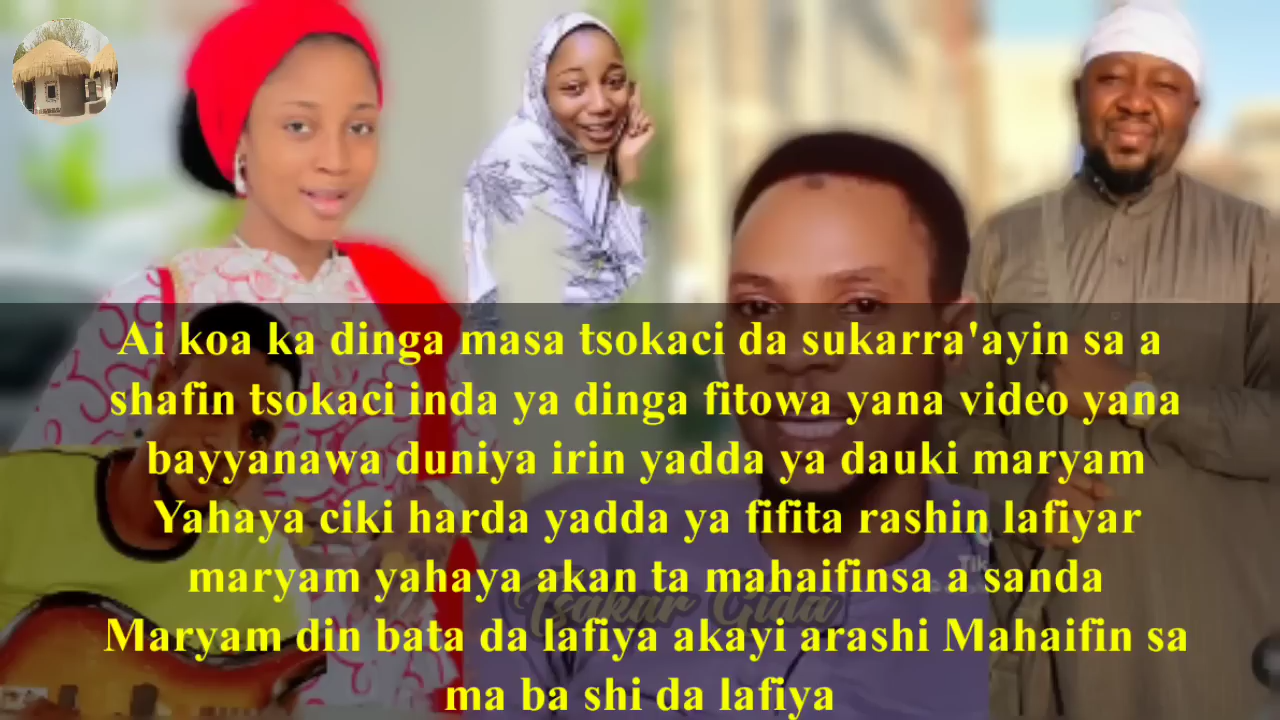 Ai koa ka dinga masa tsokaci da sukarra'ayin sa a
shafin tsokaci inda ya dinga fitowa yana video yana
bayyanawa duniya irin yadda ya dauki maryam
Yahaya ciki harda yadda ya fifita rashin lafiyar
maryam yahaya akan ta mahaifinsa a sanda
Tsakar Gida
Maryam din bata da lafiya akayi arashi Mahaifin sa
ma ba shi da lafiya